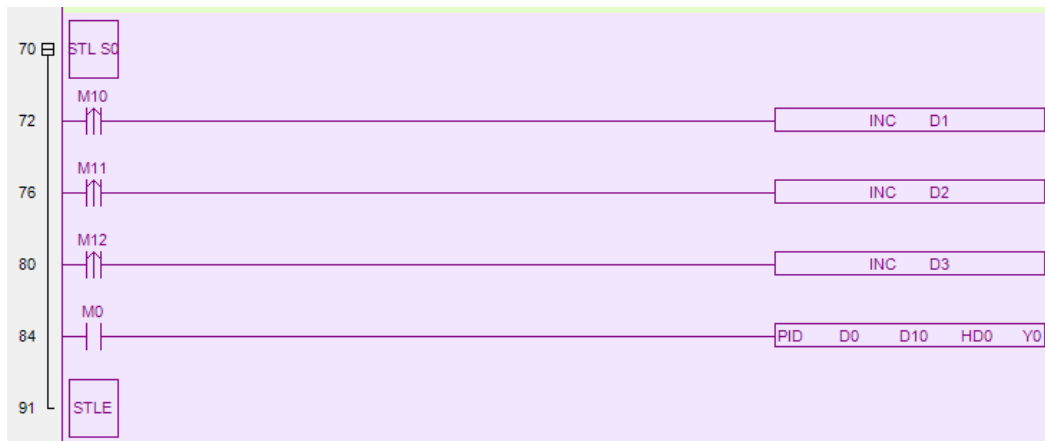 70 STL S0
M10
72 INC D1
M11
76 INC D2
M12
80 INC D3
M0
84 PID D0 D10 HD0 Y0
91 STLE